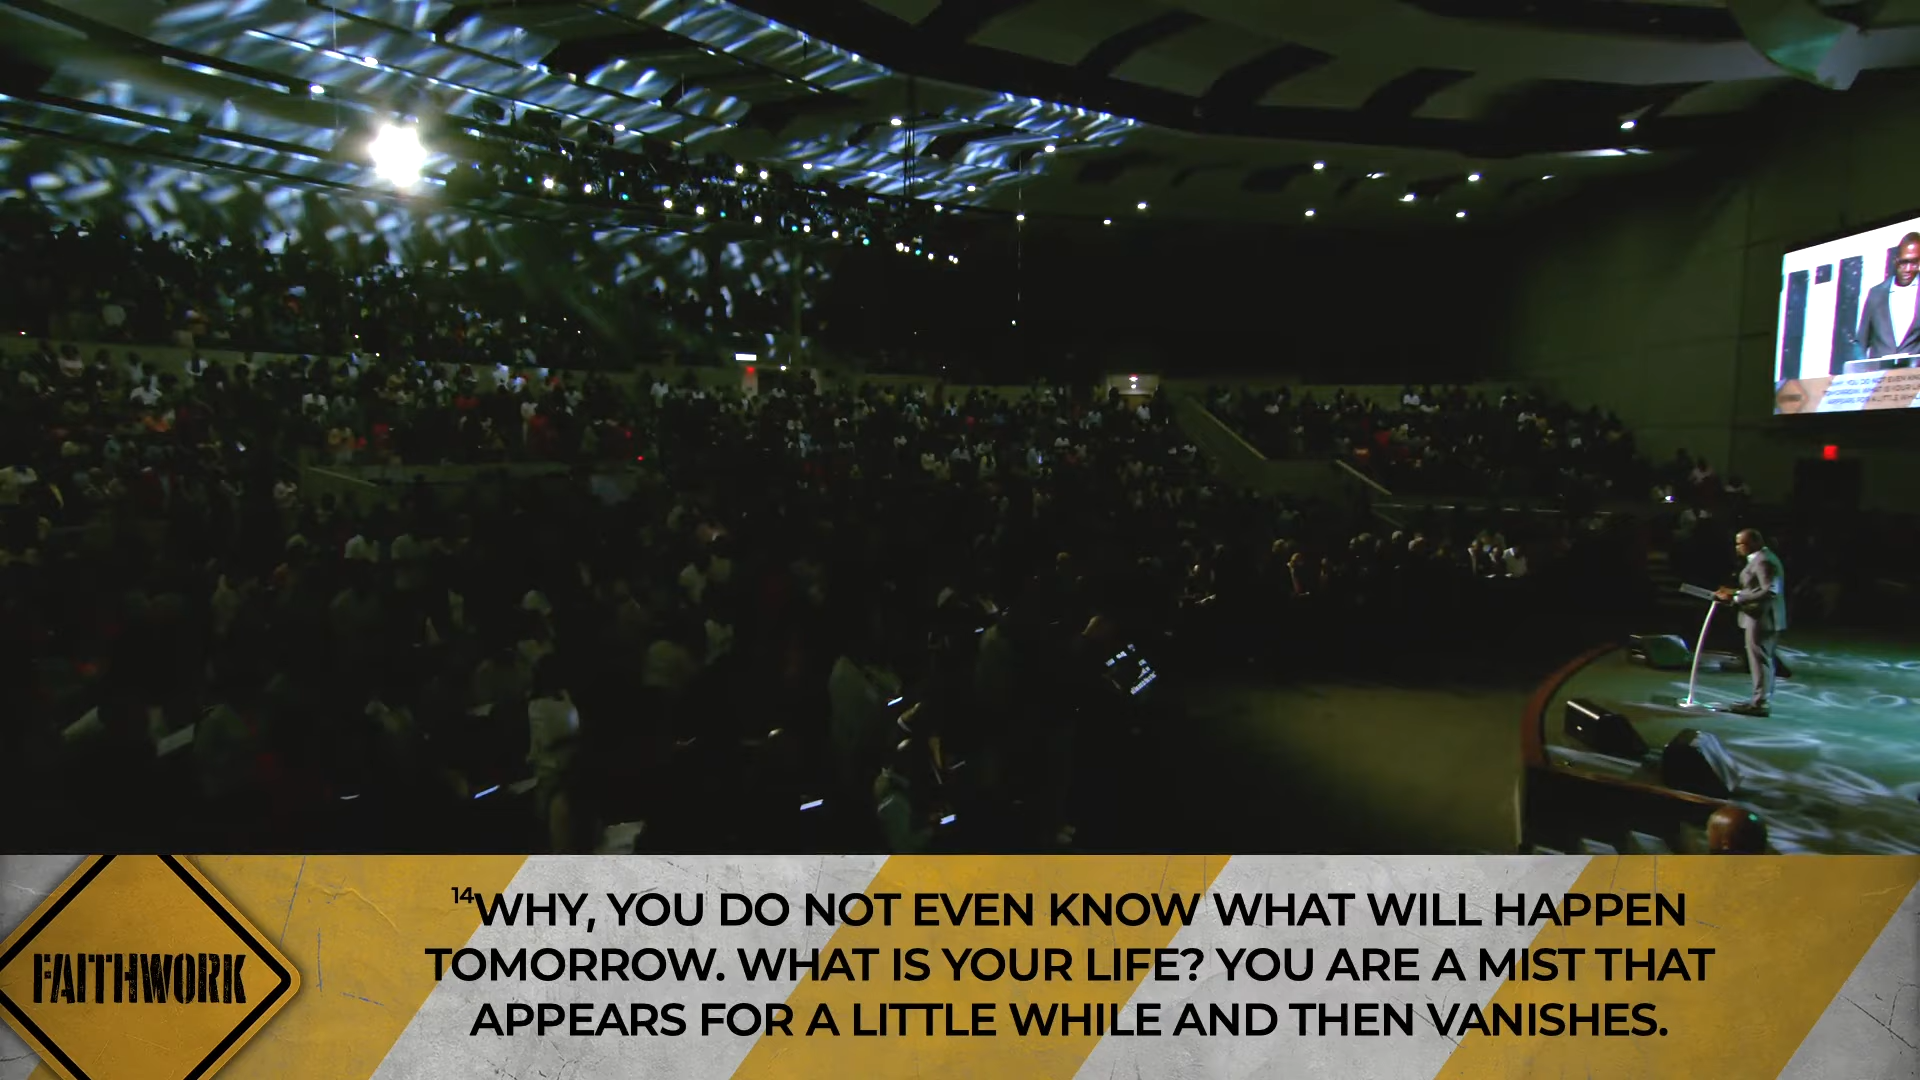 ¹⁴WHY, YOU DO NOT EVEN KNOW WHAT WILL HAPPEN
TOMORROW. WHAT IS YOUR LIFE? YOU ARE A MIST THAT
APPEARS FOR A LITTLE WHILE AND THEN VANISHES.
FAITHWORK